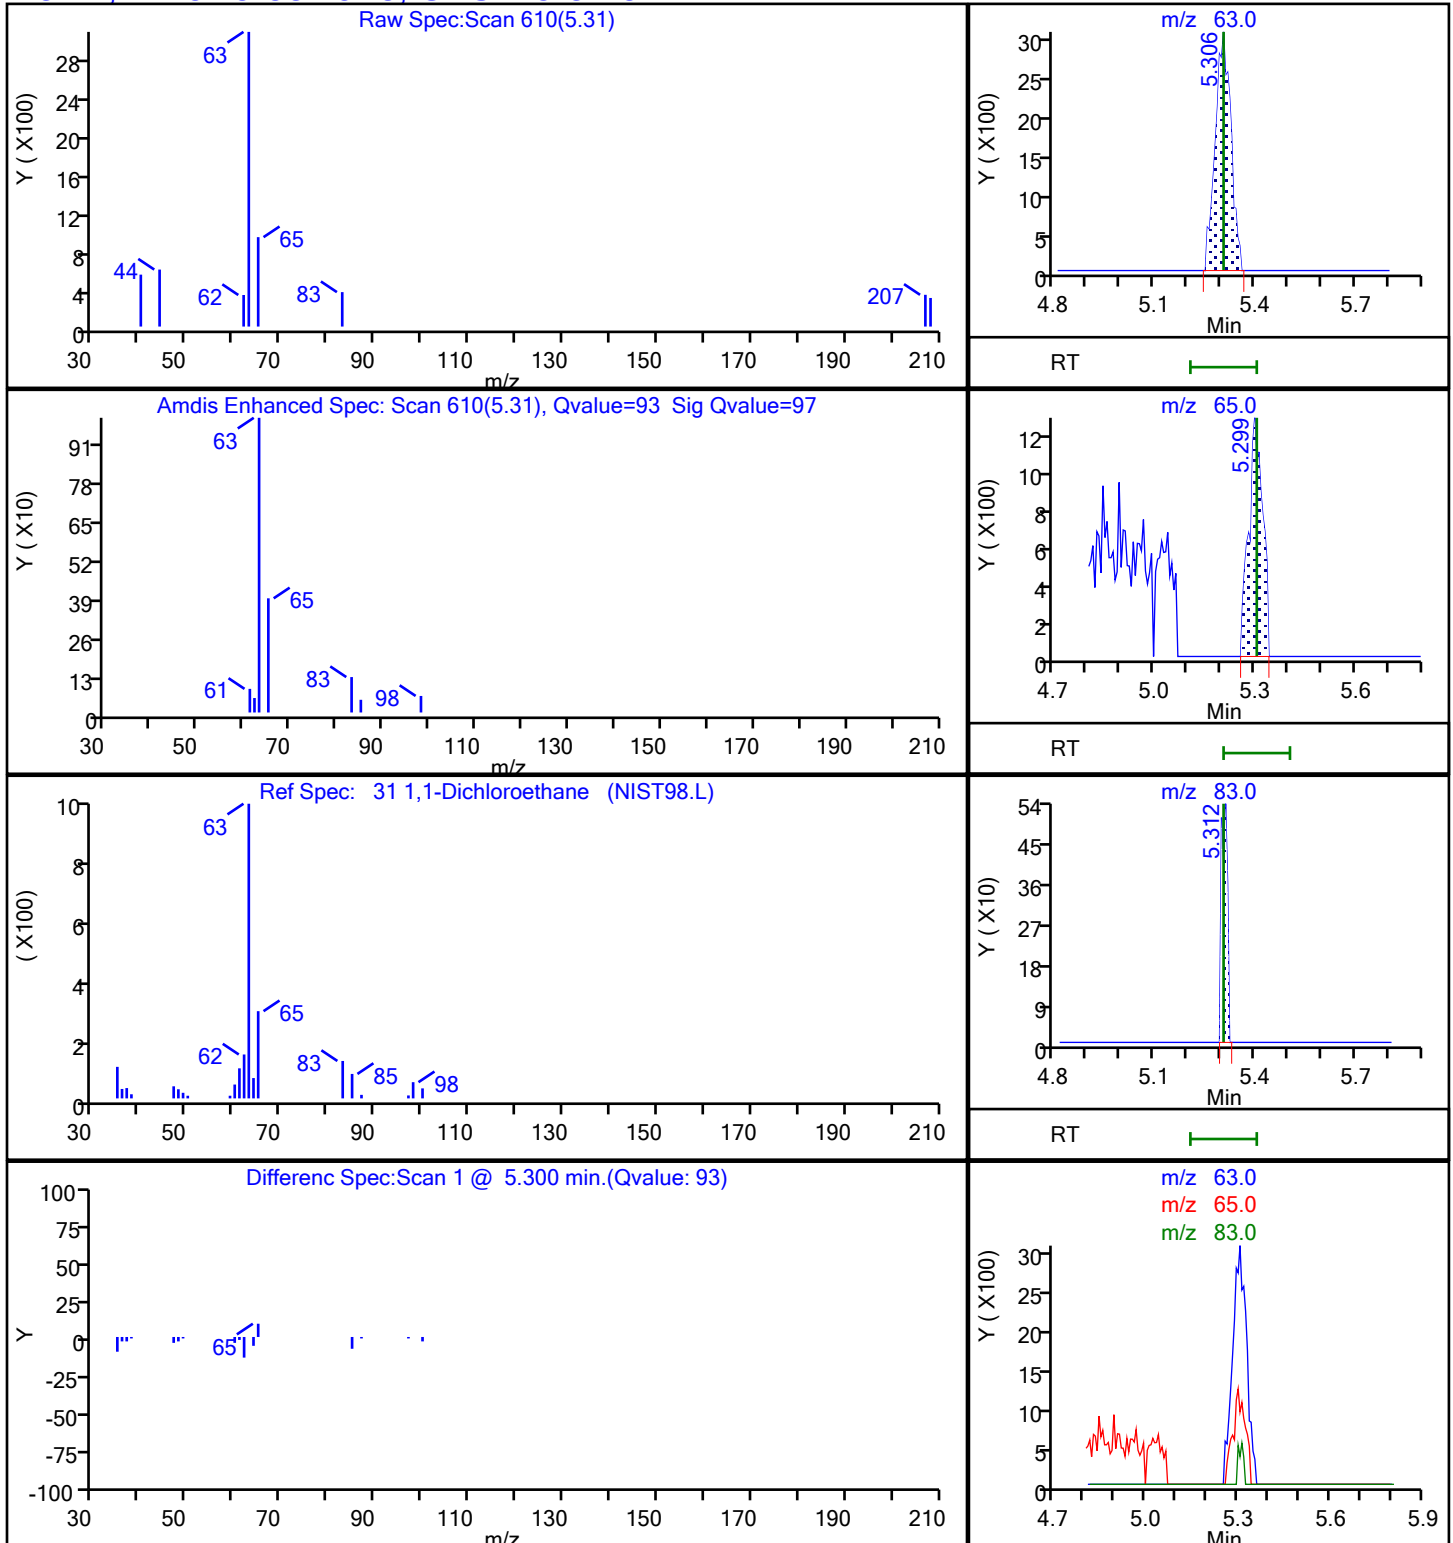 Raw Spec:Scan 610(5.31)
Y ( X100)
28
24
20
16
12
8
4
0
63
65
44
62
83
207
30 50 70 90 110 130 150 170 190 210
m/z
m/z 63.0
Y ( X100)
30
25
20
15
10
5
0
5.306
4.8 5.1 5.4 5.7
Min
RT
Amdis Enhanced Spec: Scan 610(5.31), Qvalue=93 Sig Qvalue=97
Y ( X10)
91
78
65
52
39
26
13
0
63
65
61
83
98
30 50 70 90 110 130 150 170 190 210
m/z
m/z 65.0
Y ( X100)
12
10
8
6
4
2
0
5.299
4.7 5.0 5.3 5.6
Min
RT
Ref Spec: 31 1,1-Dichloroethane (NIST98.L)
( X100)
10
8
6
4
2
0
63
65
62
83
85
98
30 50 70 90 110 130 150 170 190 210
m/z 83.0
Y ( X10)
54
45
36
27
18
9
0
5.312
4.8 5.1 5.4 5.7
Min
RT
Differenc Spec:Scan 1 @ 5.300 min.(Qvalue: 93)
Y
100
75
50
25
0
-25
-50
-75
-100
65
30 50 70 90 110 130 150 170 190 210
m/z
m/z 63.0
m/z 65.0
m/z 83.0
Y ( X100)
30
25
20
15
10
5
0
4.7 5.0 5.3 5.6 5.9
Min